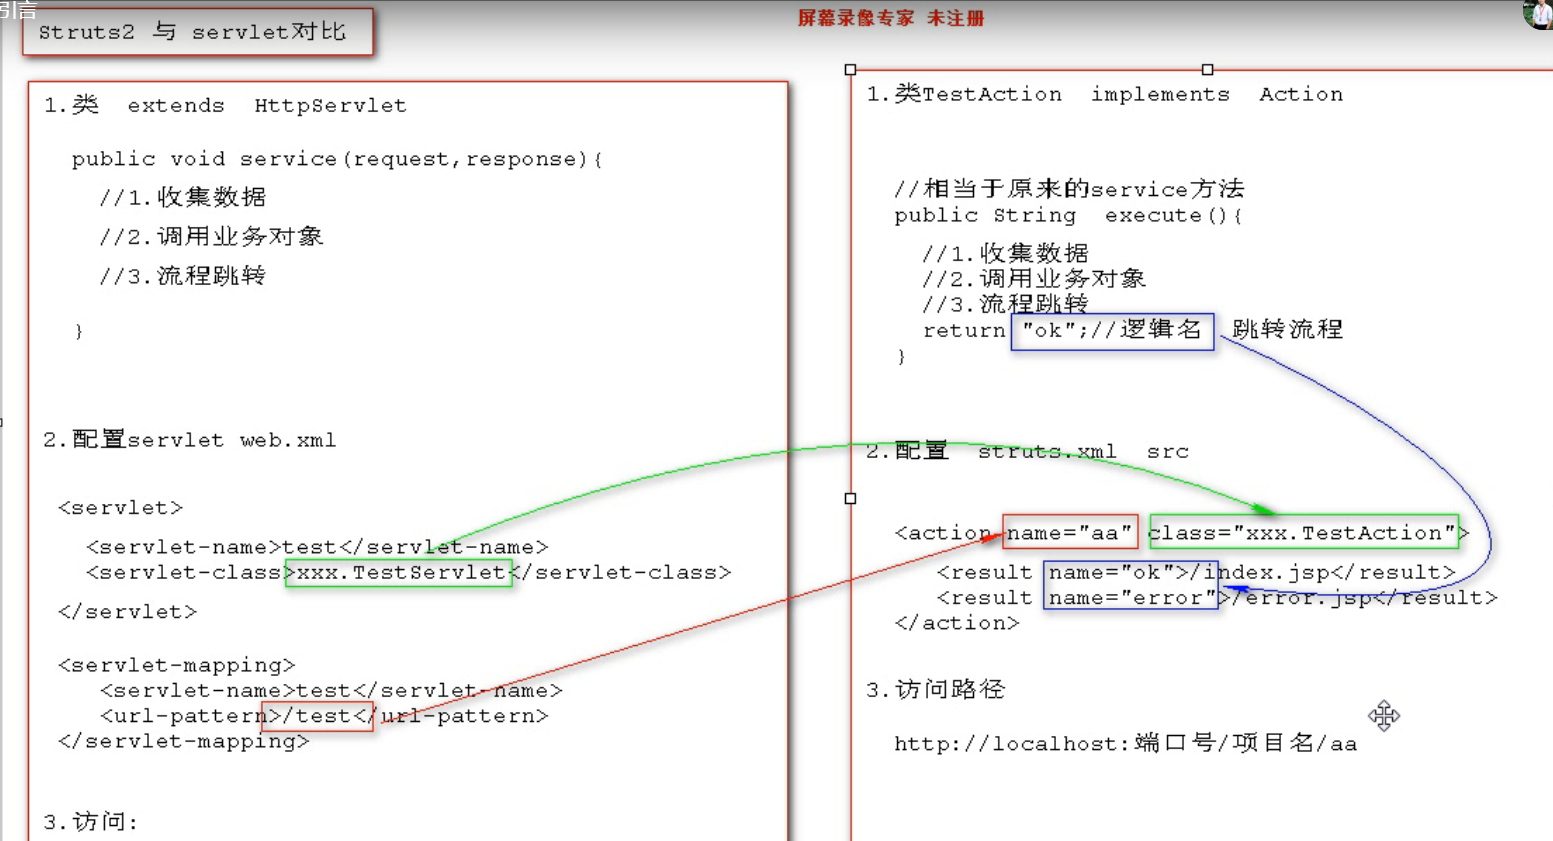 引言
Struts2 与 servlet对比
屏幕录像专家 未注册
1.类 extends HttpServlet
public void service(request,response){
//1.收集数据
//2.调用业务对象
//3.流程跳转
}
2.配置servlet web.xml
<servlet>
<servlet-name>test</servlet-name>
<servlet-class>xxx.TestServlet</servlet-class>
</servlet>
<servlet-mapping>
<servlet-name>test</servlet-name>
<url-pattern>/test</url-pattern>
</servlet-mapping>
3.访问:
1.类TestAction implements Action
//相当于原来的service方法
public String execute(){
//1.收集数据
//2.调用业务对象
//3.流程跳转
return "ok";//逻辑名 跳转流程
}
2.配置 struts.xml src
<action name="aa" class="xxx.TestAction">
<result name="ok">/index.jsp</result>
<result name="error">/error.jsp</result>
</action>
3.访问路径
http://localhost:端口号/项目名/aa